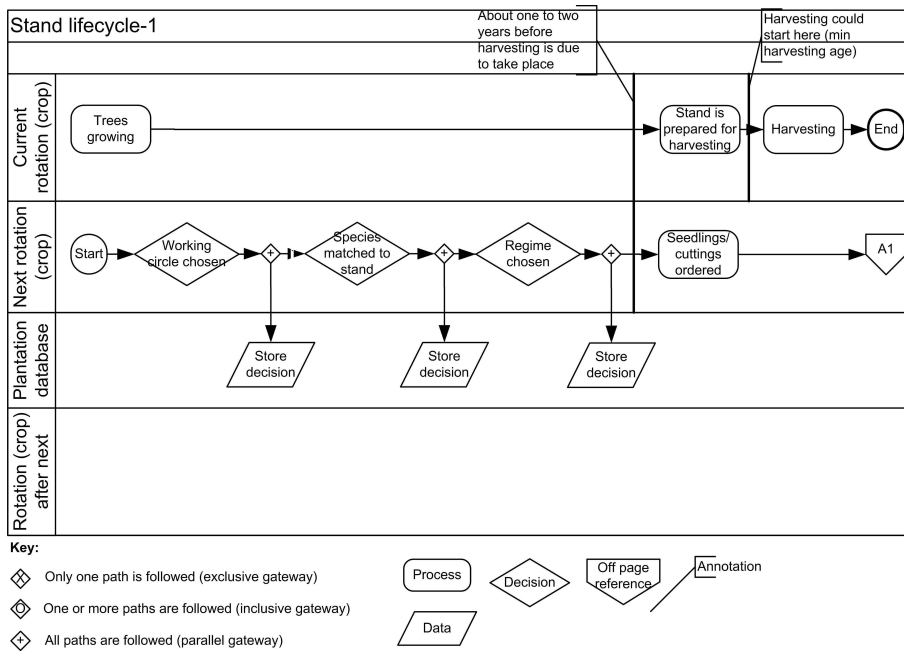 Stand lifecycle-1
About one to two
years before
harvesting is due
to take place
Harvesting could
start here (min
harvesting age)
Current
rotation (crop)
Trees
growing
Stand is
prepared for
harvesting
Harvesting
End
Next rotation
(crop)
Start
Working
circle chosen
+
Species
matched to
stand
+
Regime
chosen
+
Seedlings/
cuttings
ordered
A1
Plantation
database
Store
decision
Store
decision
Store
decision
Rotation (crop)
after next
Key:
X Only one path is followed (exclusive gateway)
O One or more paths are followed (inclusive gateway)
+ All paths are followed (parallel gateway)
Process
Decision
Off page
reference
Annotation
Data